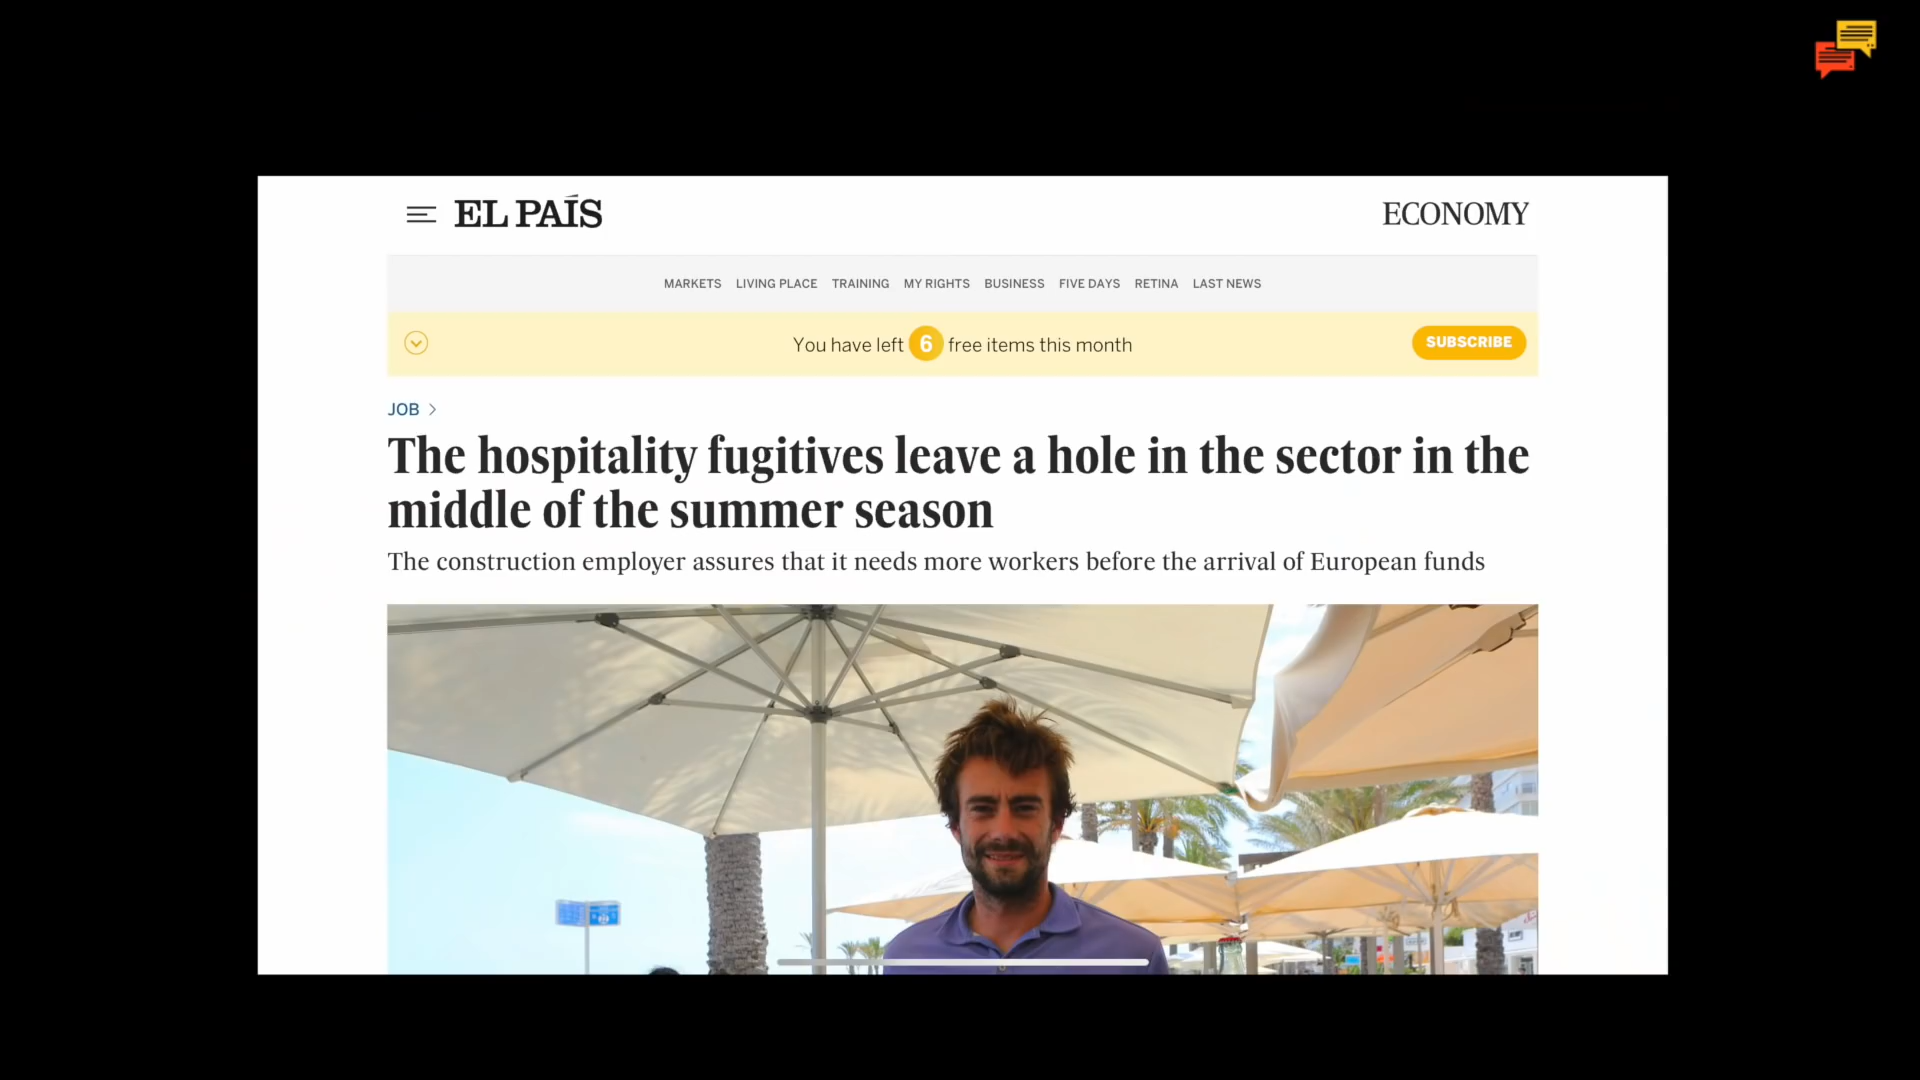 EL PAÍS
ECONOMY
MARKETS LIVING PLACE TRAINING MY RIGHTS BUSINESS FIVE DAYS RETINA LAST NEWS
You have left 6 free items this month
SUBSCRIBE
JOB >
The hospitality fugitives leave a hole in the sector in the
middle of the summer season
The construction employer assures that it needs more workers before the arrival of European funds